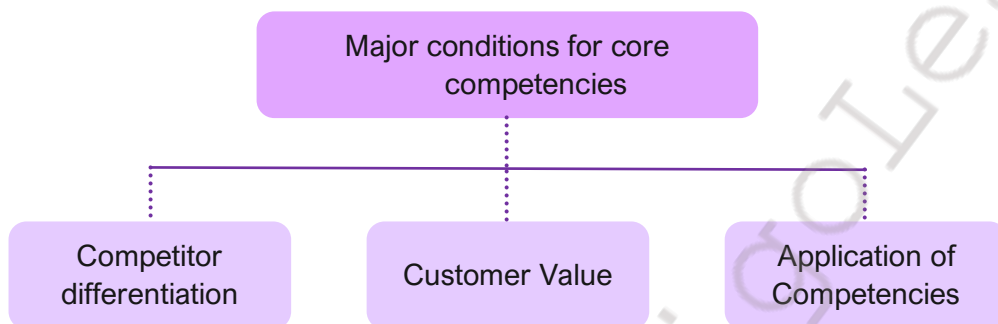 Major conditions for core
competencies
Competitor
differentiation
Customer Value
Application of
Competencies